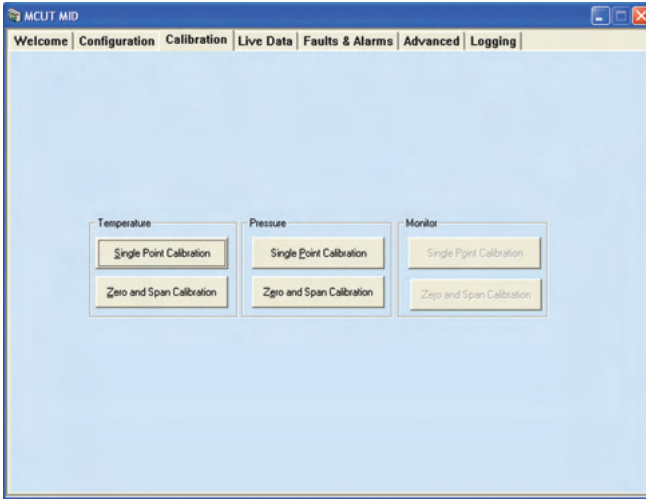 MCUT MID
Welcome Configuration Calibration Live Data Faults & Alarms Advanced Logging
Temperature Pressure Monitor
Single Point Calibration Single Point Calibration Single Point Calibration
Zero and Span Calibration Zero and Span Calibration Zero and Span Calibration